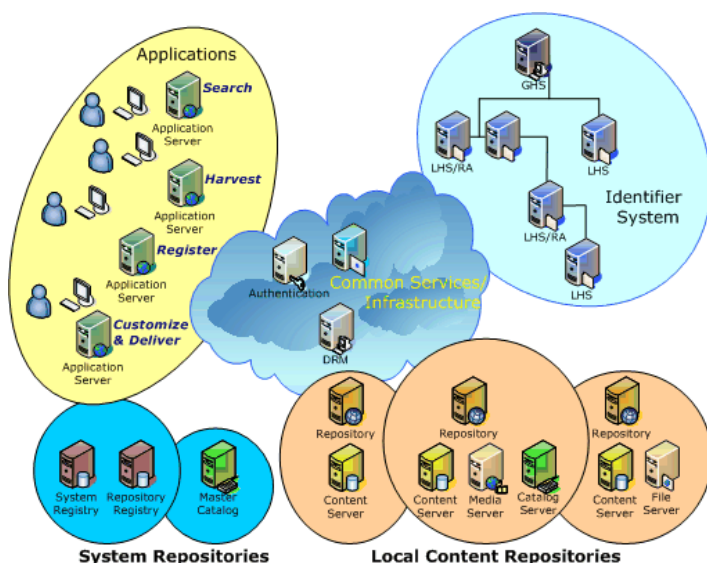 Applications
Search
Application
Server
Harvest
Application
Server
Register
Application
Server
Customize
& Deliver
Application
Server
GHS
LHS/RA
LHS
LHS/RA
LHS
Identifier
System
Authentication
Common Services/
Infrastructure
DRM
System
Registry
Repository
Registry
Master
Catalog
System Repositories
Repository
Content
Server
Repository
Content
Server
Media
Server
Catalog
Server
Repository
Content
Server
File
Server
Local Content Repositories